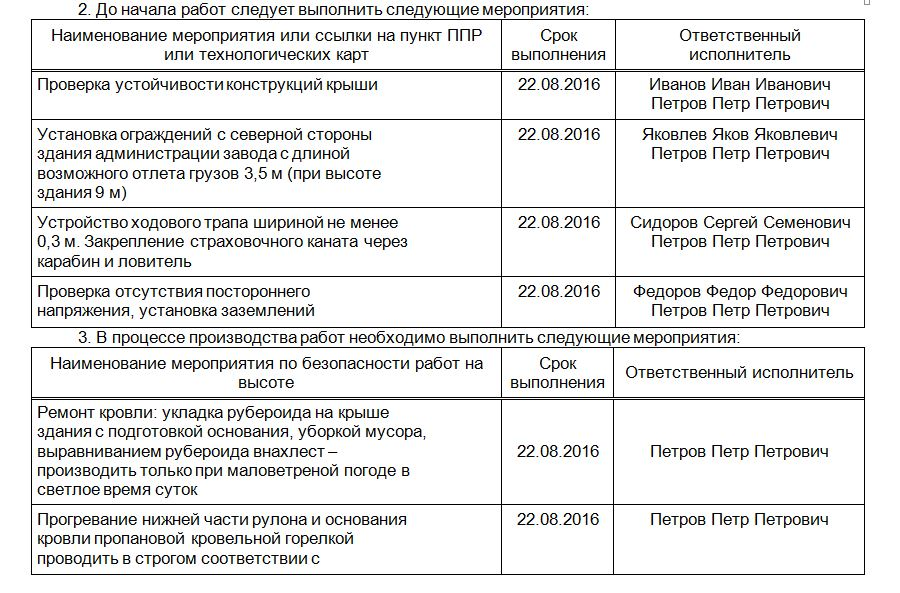 2. До начала работ следует выполнить следующие мероприятия:
Наименование мероприятия или ссылки на пункт ППР
или технологических карт
Срок
выполнения
Ответственный
исполнитель
Проверка устойчивости конструкций крыши
22.08.2016
Иванов Иван Иванович
Петров Петр Петрович
Установка ограждений с северной стороны
здания администрации завода с длиной
возможного отлета грузов 3,5 м (при высоте
здания 9 м)
22.08.2016
Яковлев Яков Яковлевич
Петров Петр Петрович
Устройство ходового трапа шириной не менее
0,3 м. Закрепление страховочного каната через
карабин и ловитель
22.08.2016
Сидоров Сергей Семенович
Петров Петр Петрович
Проверка отсутствия постороннего
напряжения, установка заземлений
22.08.2016
Федоров Федор Федорович
Петров Петр Петрович
3. В процессе производства работ необходимо выполнить следующие мероприятия:
Наименование мероприятия по безопасности работ на
высоте
Срок
выполнения
Ответственный исполнитель
Ремонт кровли: укладка рубероида на крыше
здания с подготовкой основания, уборкой мусора,
выравниванием рубероида внахлест –
производить только при маловетреной погоде в
светлое время суток
22.08.2016
Петров Петр Петрович
Прогревание нижней части рулона и основания
кровли пропановой кровельной горелкой
проводить в строгом соответствии с
22.08.2016
Петров Петр Петрович